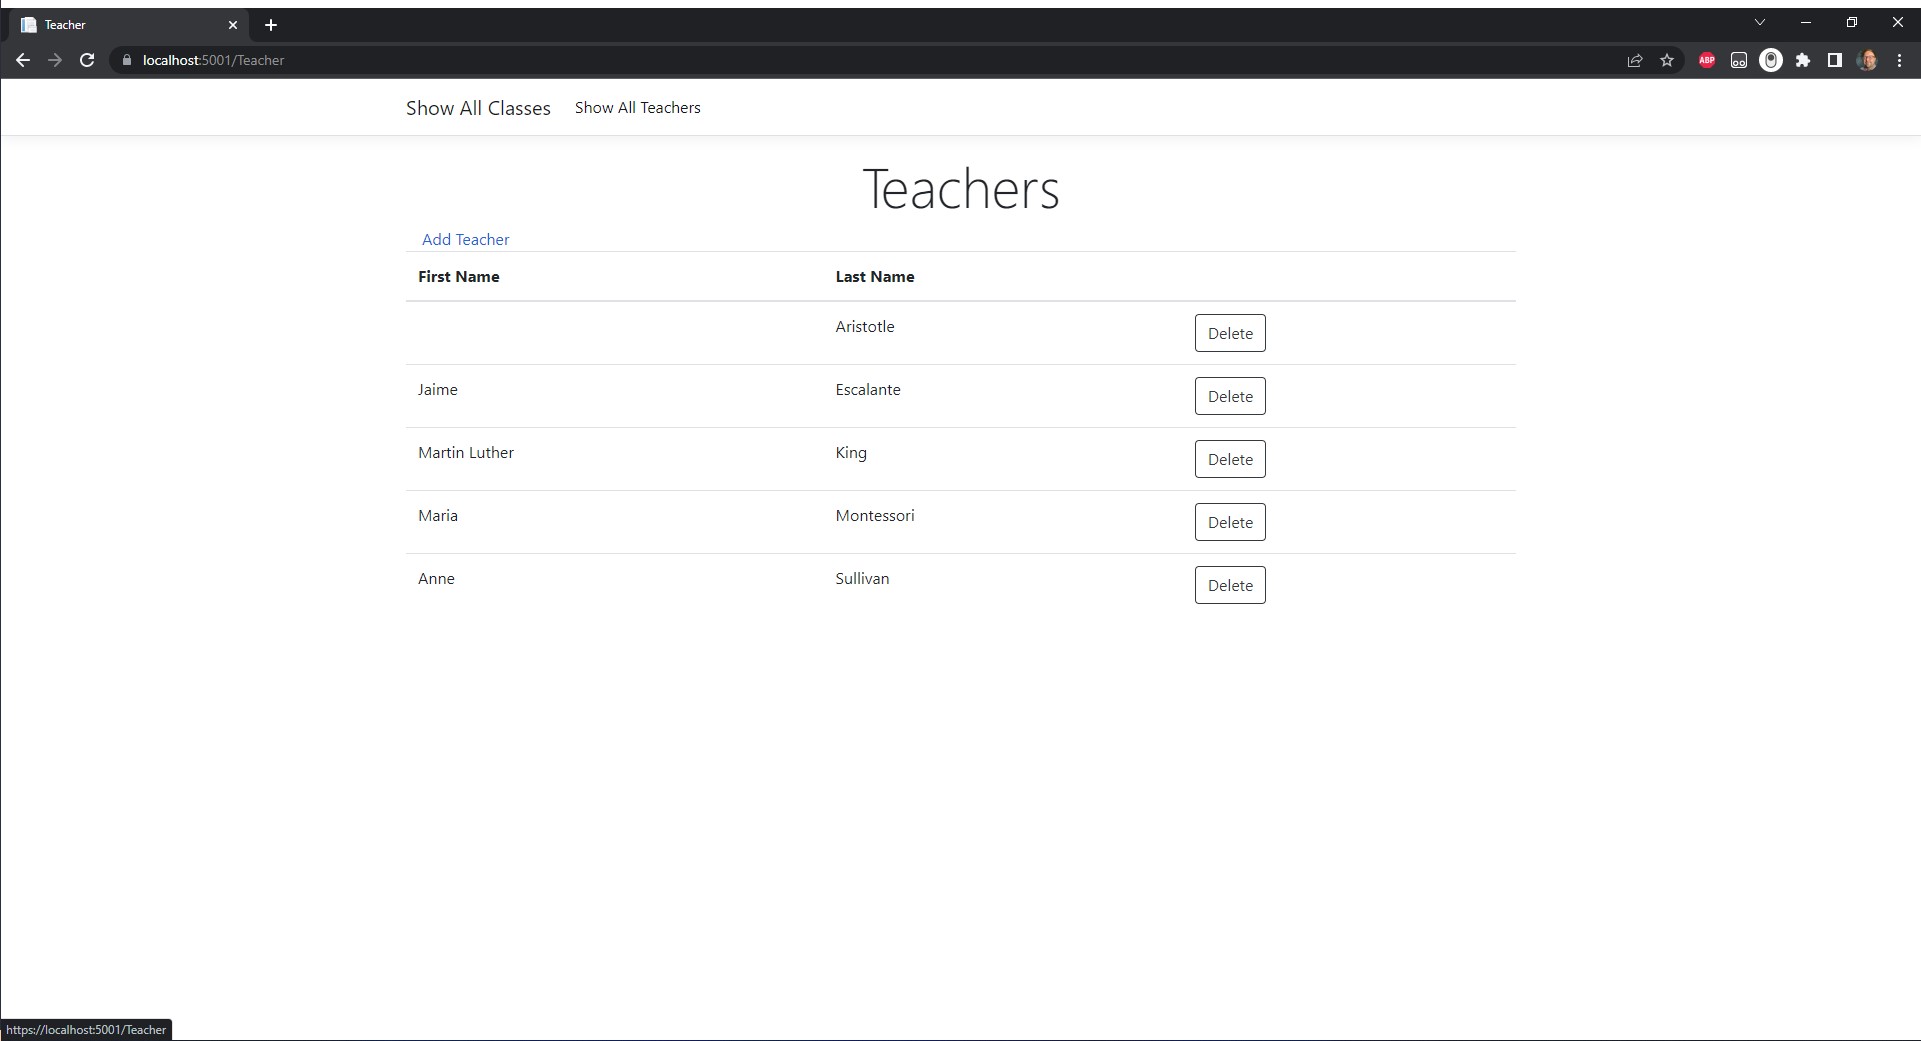 Teacher
localhost:5001/Teacher
ABP
Show All Classes Show All Teachers
Teachers
Add Teacher
First Name Last Name
Aristotle Delete
Jaime Escalante Delete
Martin Luther King Delete
Maria Montessori Delete
Anne Sullivan Delete
https://localhost:5001/Teacher